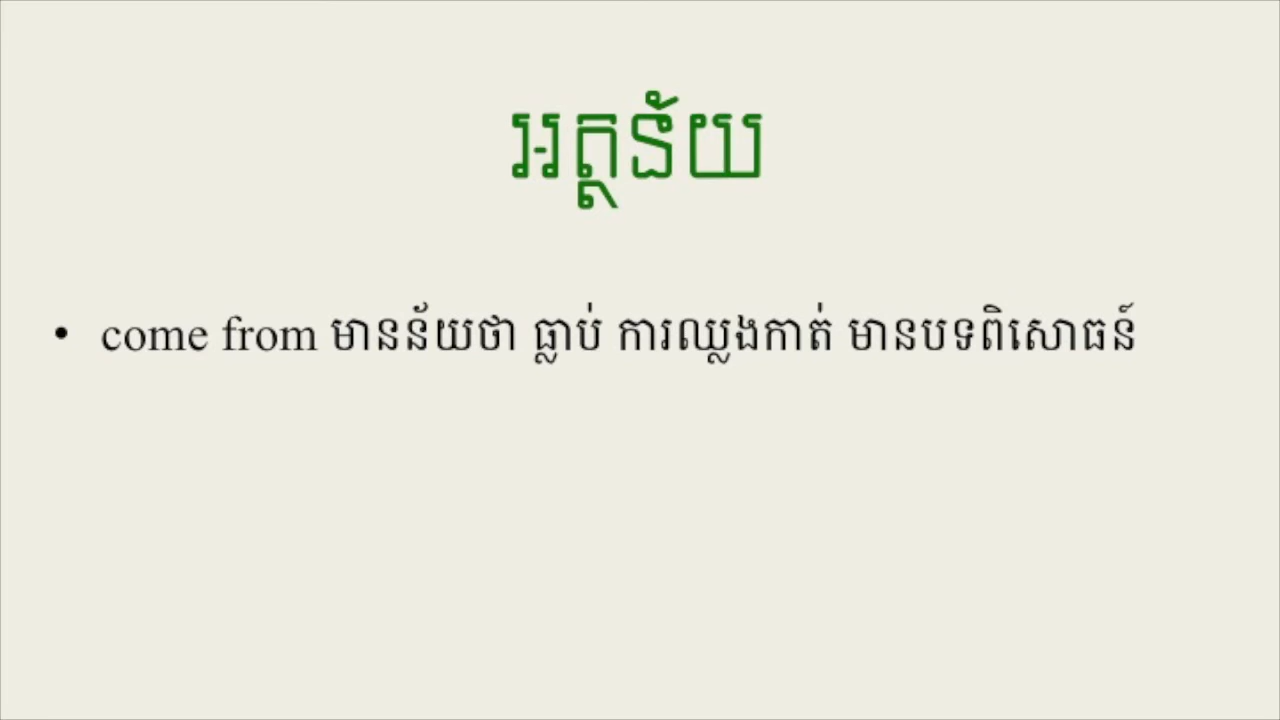 អត្ថន័យ
• come from មានន័យថា ធ្លាប់ ការឈ្លងកាត់ មានបទពិសោធន៍